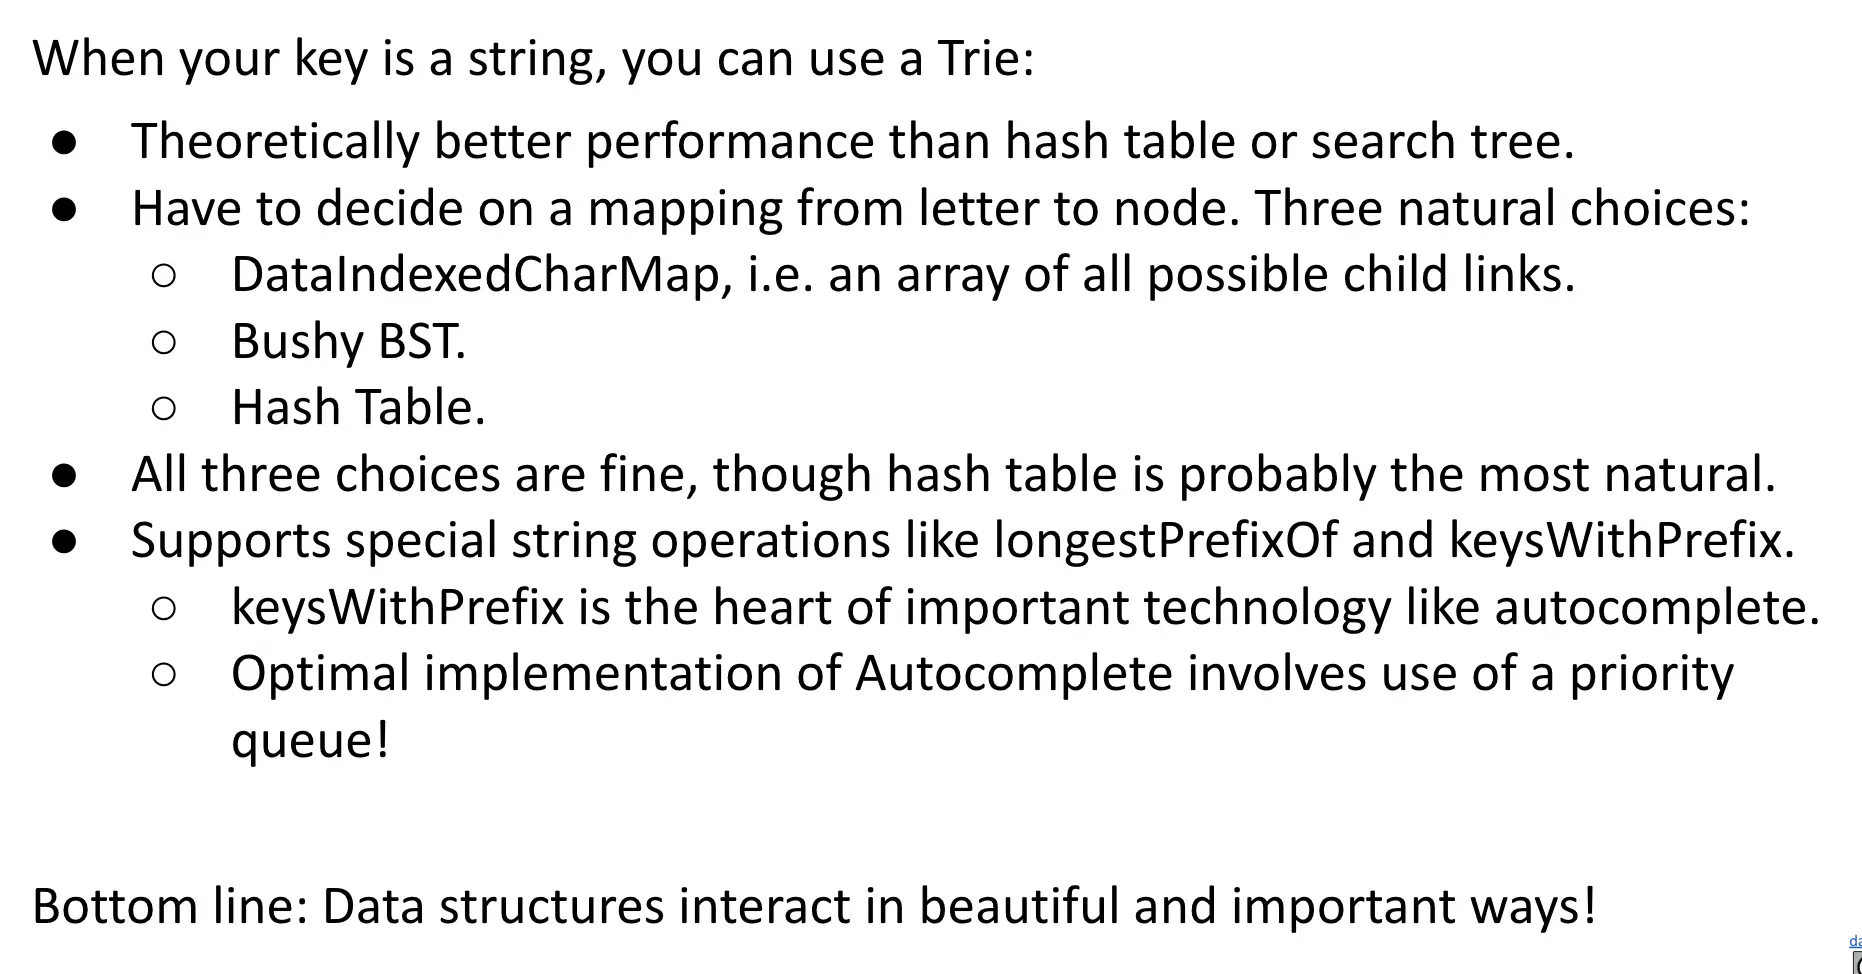 When your key is a string, you can use a Trie:
● Theoretically better performance than hash table or search tree.
● Have to decide on a mapping from letter to node. Three natural choices:
○ DataIndexedCharMap, i.e. an array of all possible child links.
○ Bushy BST.
○ Hash Table.
● All three choices are fine, though hash table is probably the most natural.
● Supports special string operations like longestPrefixOf and keysWithPrefix.
○ keysWithPrefix is the heart of important technology like autocomplete.
○ Optimal implementation of Autocomplete involves use of a priority
queue!
Bottom line: Data structures interact in beautiful and important ways!